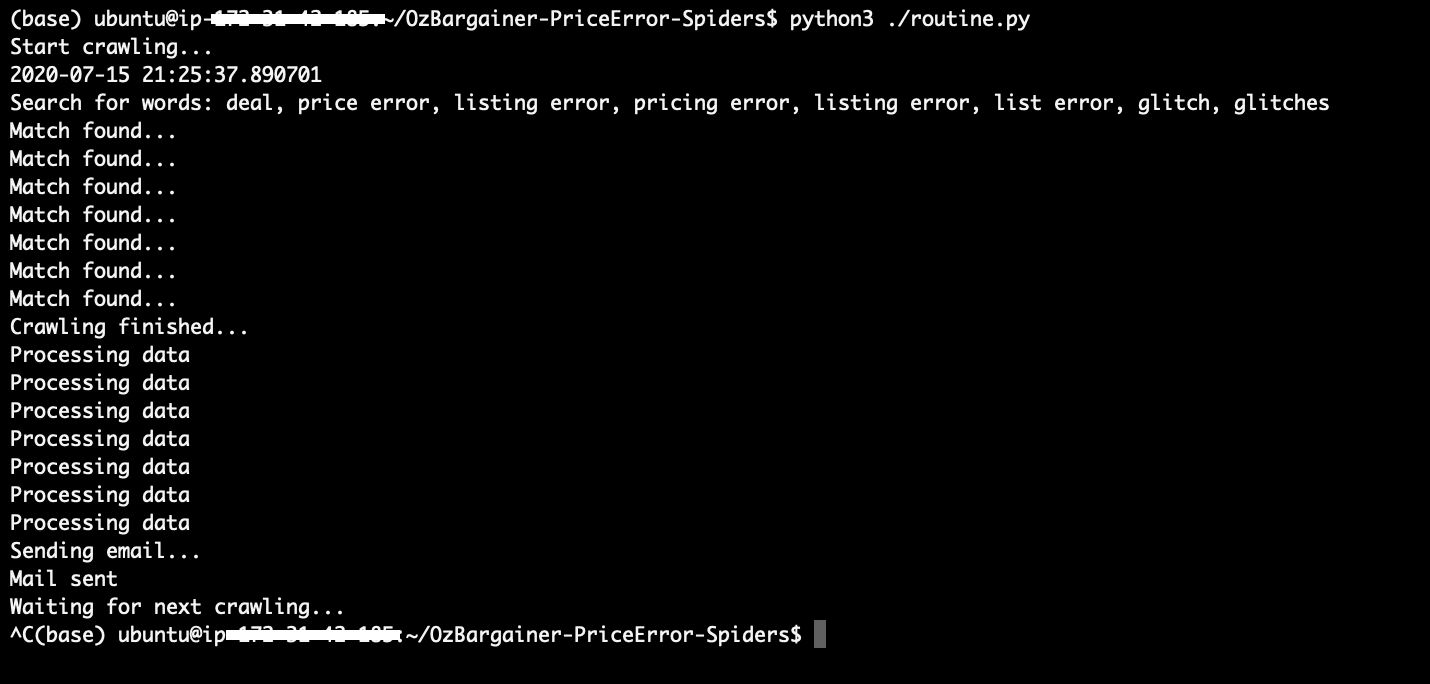 (base) ubuntu@ip-:~/OzBargainer-PriceError-Spiders$ python3 ./routine.py
Start crawling...
2020-07-15 21:25:37.890701
Search for words: deal, price error, listing error, pricing error, listing error, list error, glitch, glitches
Match found...
Match found...
Match found...
Match found...
Match found...
Match found...
Match found...
Crawling finished...
Processing data
Processing data
Processing data
Processing data
Processing data
Processing data
Processing data
Sending email...
Mail sent
Waiting for next crawling...
^C(base) ubuntu@ip:~/OzBargainer-PriceError-Spiders$